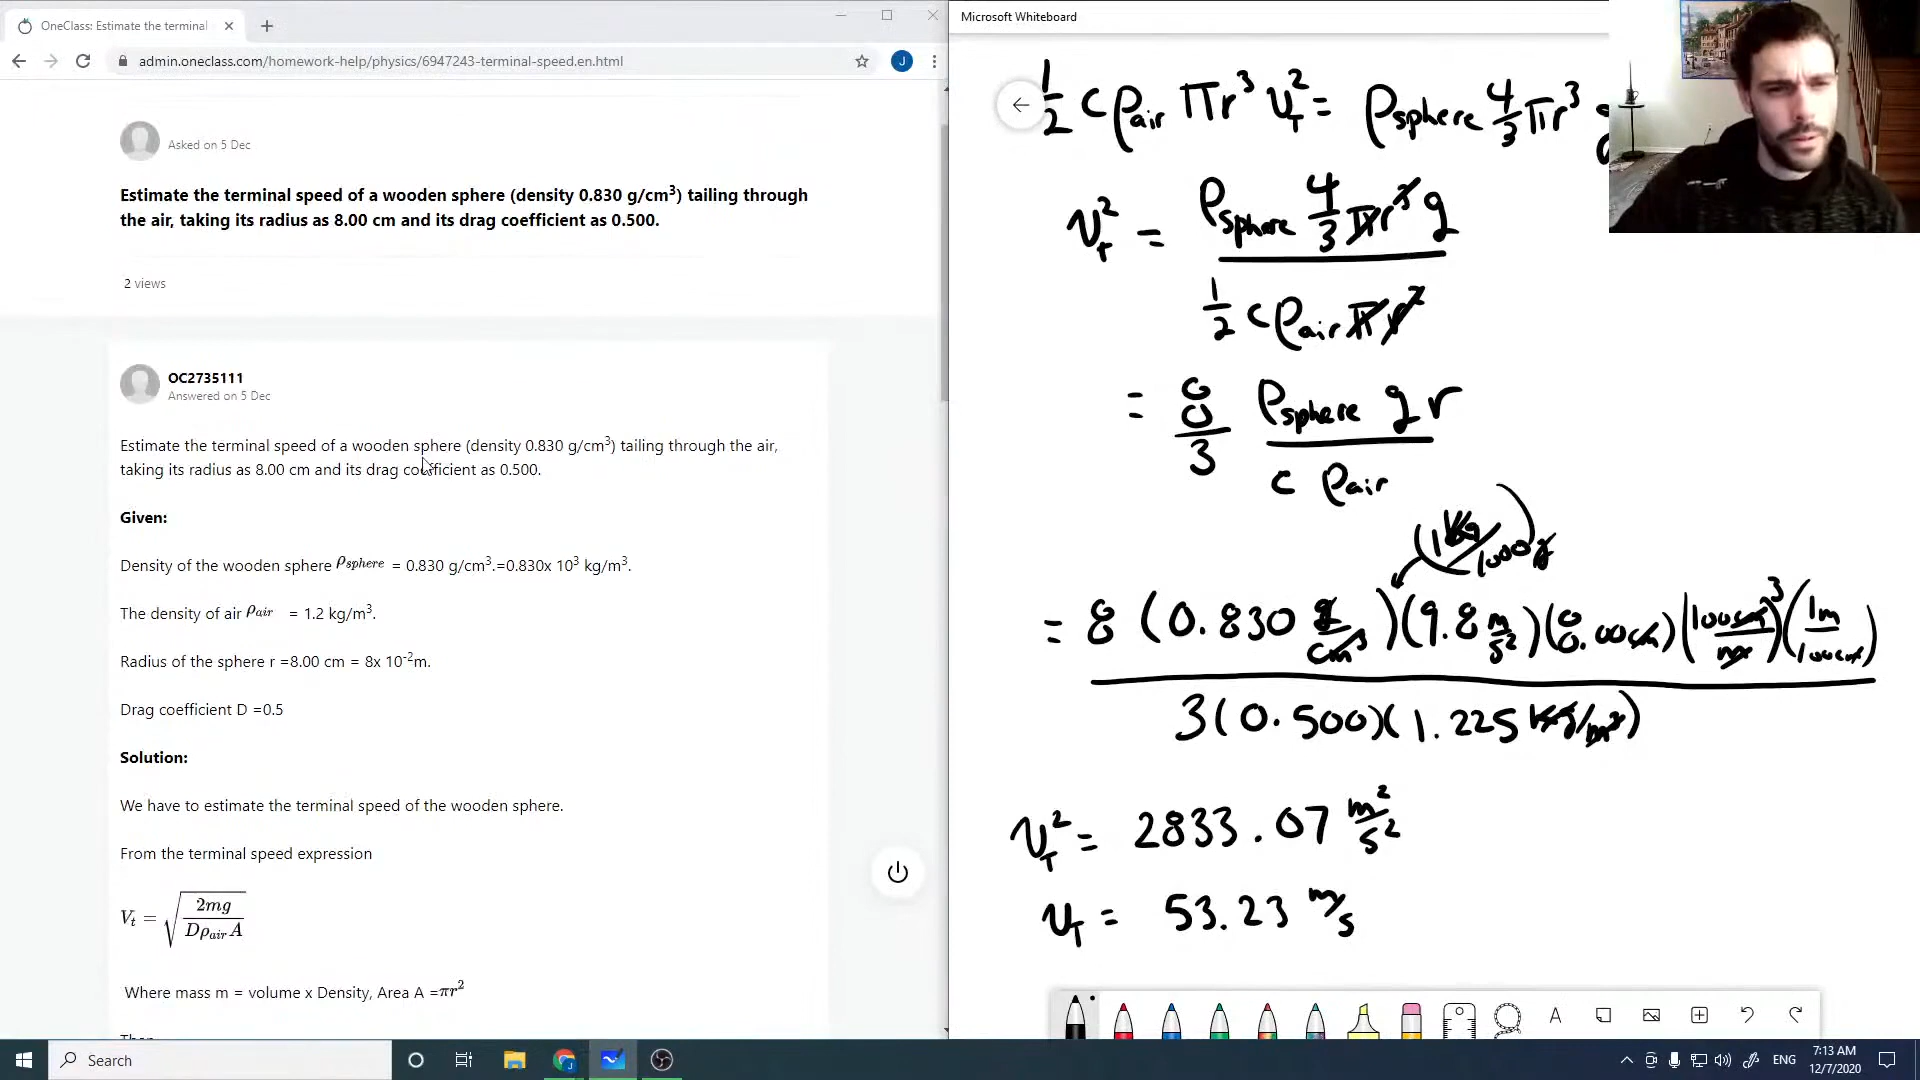 OneClass: Estimate the terminal
admin.oneclass.com/homework-help/physics/6947243-terminal-speed.en.html
J
Asked on 5 Dec
Estimate the terminal speed of a wooden sphere (density 0.830 g/cm³) tailing through
the air, taking its radius as 8.00 cm and its drag coefficient as 0.500.
2 views
OC2735111
Answered on 5 Dec
Estimate the terminal speed of a wooden sphere (density 0.830 g/cm³) tailing through the air,
taking its radius as 8.00 cm and its drag coefficient as 0.500.
Given:
Density of the wooden sphere ρsphere = 0.830 g/cm³.=0.830x 10³ kg/m³.
The density of air ρair = 1.2 kg/m³.
Radius of the sphere r =8.00 cm = 8x 10⁻²m.
Drag coefficient D =0.5
Solution:
We have to estimate the terminal speed of the wooden sphere.
From the terminal speed expression
Vt = √(2mg / DρairA)
Where mass m = volume x Density, Area A =πr²
Then
Microsoft Whiteboard
1/2 C ρair πr³ vT² = ρsphere 4/3 πr³
vT² = ρsphere 4/3 πr³ g
1/2 C ρair πr²
= 8/3 ρsphere g r
C ρair
(1kg/1000g)
= 8 (0.830 g/cm³)(9.8 m/s²)(8.00cm)(100cm/m)³(1m/100cm)
3(0.500)(1.225 kg/m³)
vT² = 2833.07 m²/s²
vT = 53.23 m/s
Search
ENG
7:13 AM
12/7/2020